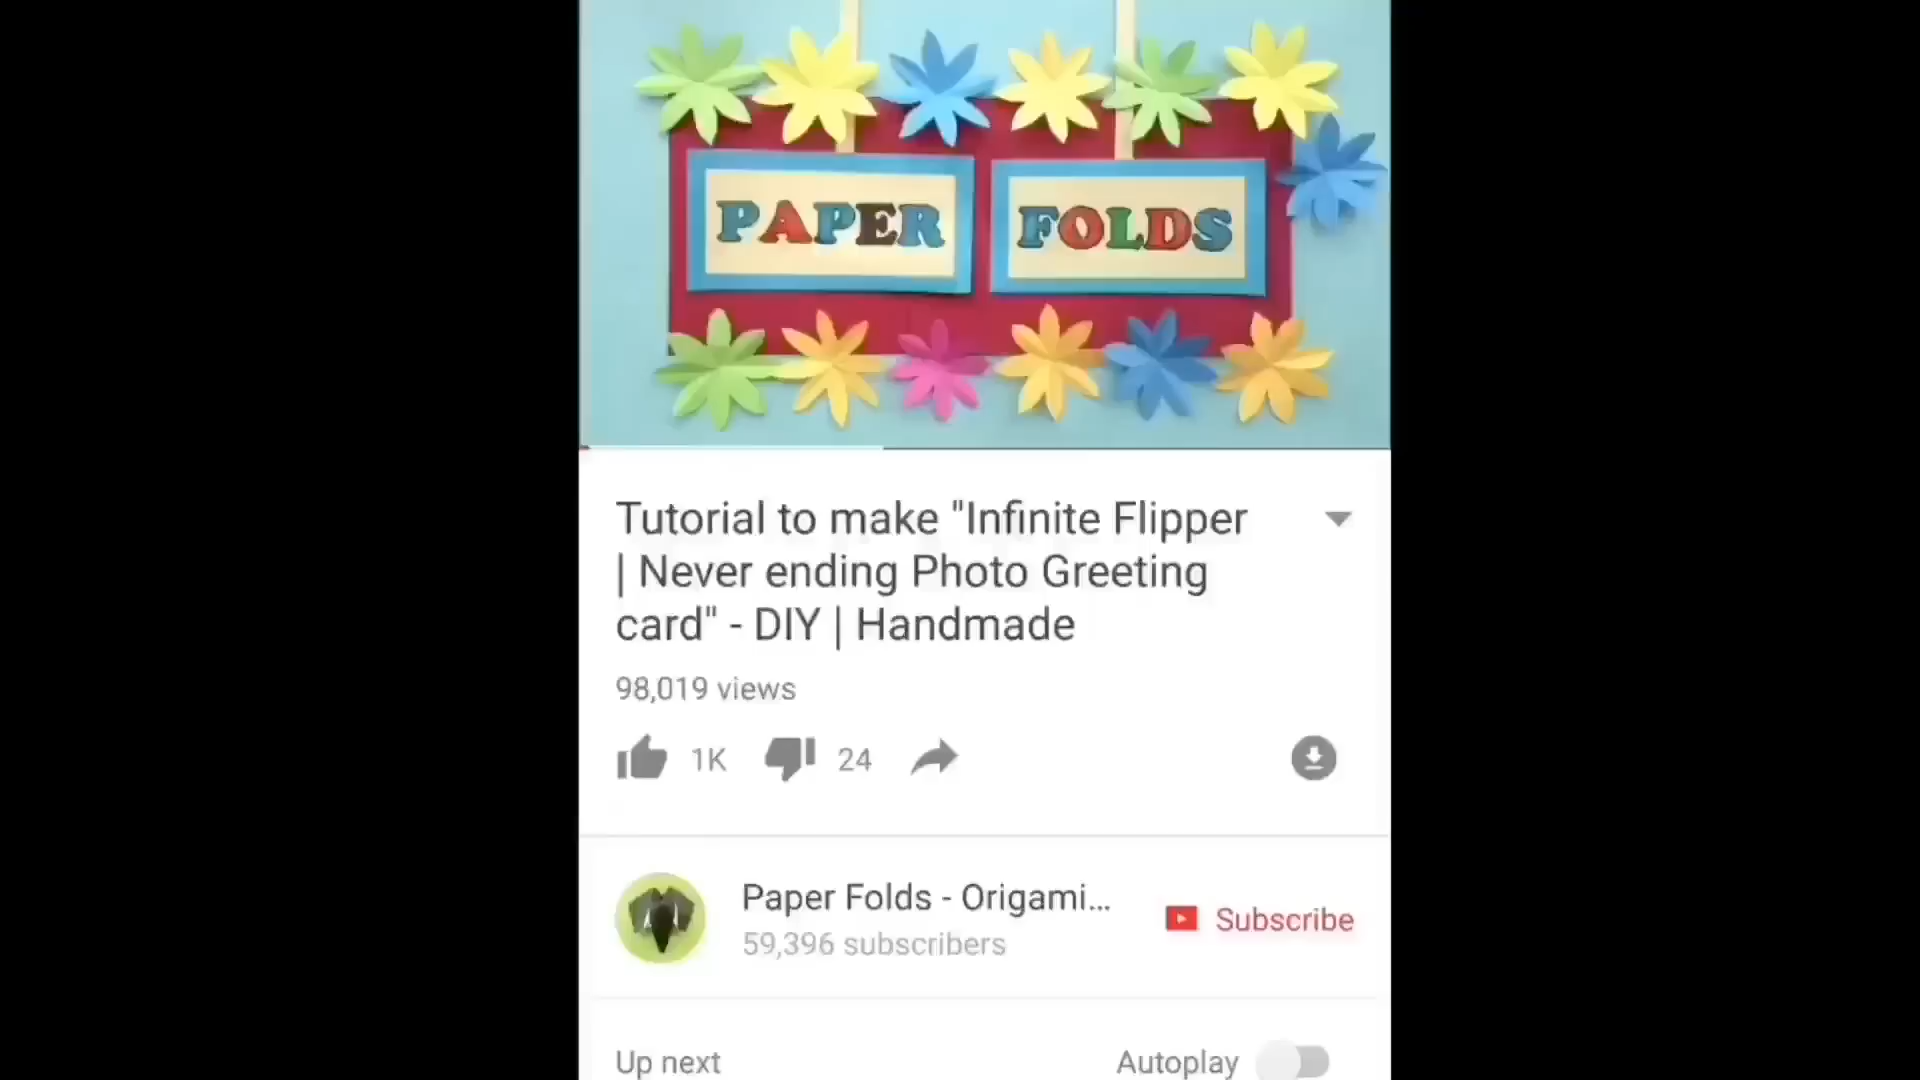 PAPER FOLDS
Tutorial to make "Infinite Flipper
| Never ending Photo Greeting
card" - DIY | Handmade
98,019 views
1K 24
Paper Folds - Origami...
59,396 subscribers
Subscribe
Up next
Autoplay